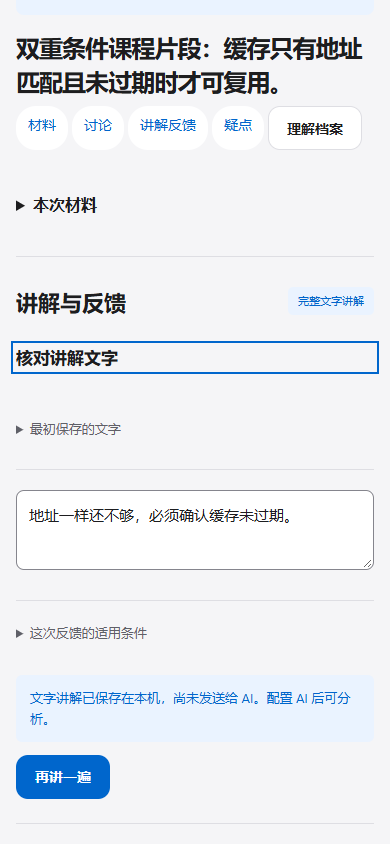 双重条件课程片段：缓存只有地址
匹配且未过期时才可复用。
材料
讨论
讲解反馈
疑点
理解档案
本次材料
讲解与反馈
完整文字讲解
核对讲解文字
最初保存的文字
地址一样还不够，必须确认缓存未过期。
这次反馈的适用条件
文字讲解已保存在本机，尚未发送给 AI。配置 AI 后可分
析。
再讲一遍